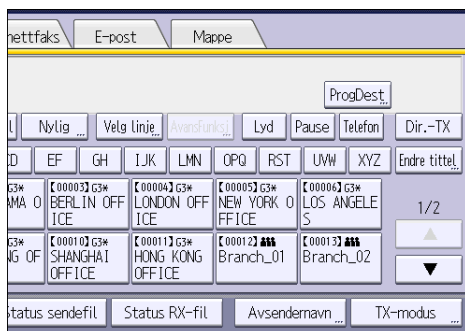 nettfaks E-post Mappe
ProgDest.
l Nylig Velg linje AvansFunksj. Lyd Pause Telefon Dir.-TX
CD EF GH IJK LMN OPQ RST UVW XYZ Endre tittel
G3* 【00003】G3* 【00004】G3* 【00005】G3* 【00006】G3*
AMA O BERLIN OFF LONDON OFF NEW YORK O LOS ANGELE
ICE ICE FFICE S
1/2
G3* 【00010】G3* 【00011】G3* 【00012】 【00013】
NG OF SHANGHAI HONG KONG Branch_01 Branch_02
OFFICE OFFICE
Status sendefil Status RX-fil Avsendernavn TX-modus